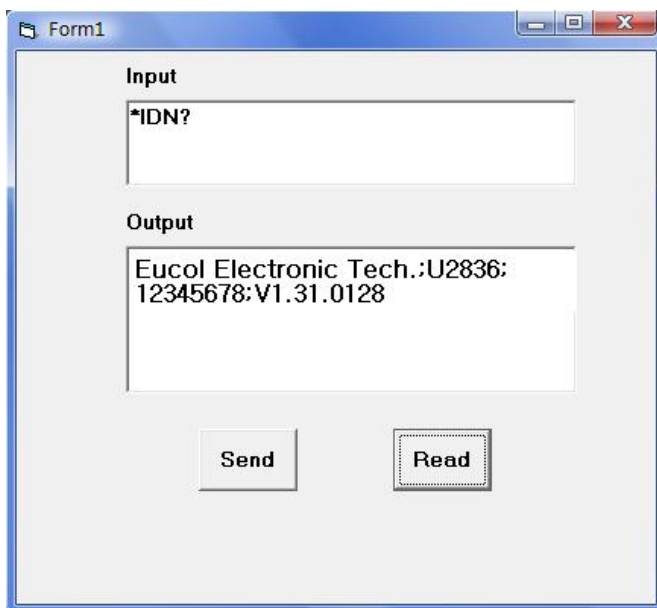 Form1
Input
*IDN?
Output
Eucol Electronic Tech.;U2836;
12345678;V1.31.0128
Send Read